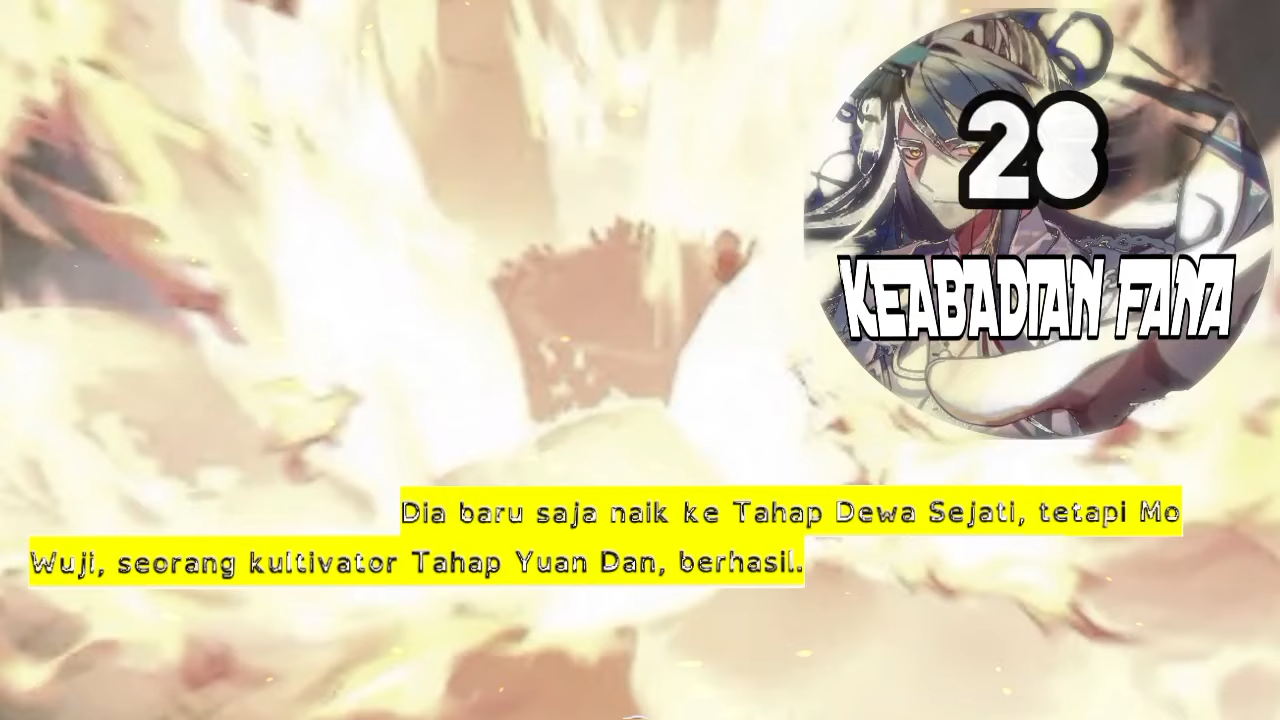 28
KEABADIAN FANA
Dia baru saja naik ke Tahap Dewa Sejati, tetapi Mo
Wuji, seorang kultivator Tahap Yuan Dan, berhasil.